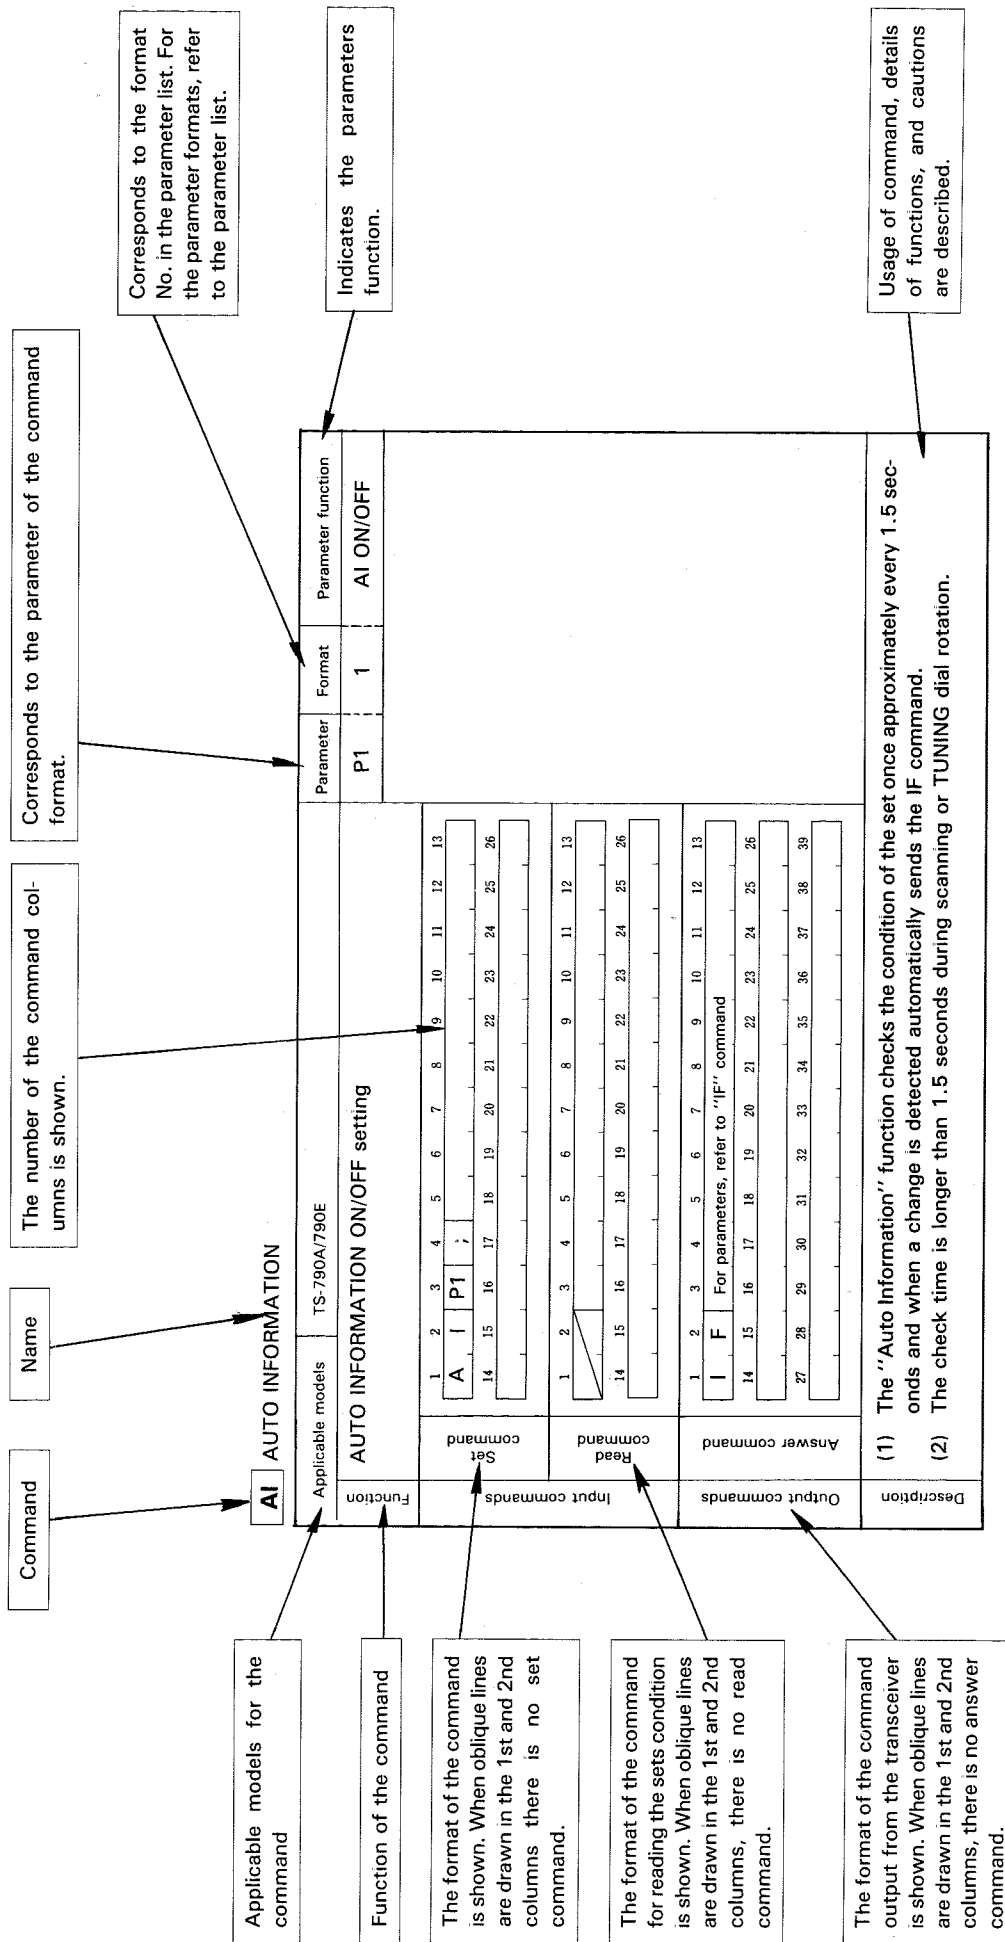 Command
Name
The number of the command col-
umns is shown.
Corresponds to the parameter of the command
format.
Corresponds to the format
No. in the parameter list. For
the parameter formats, refer
to the parameter list.
Indicates the parameters
function.
Usage of command, details
of functions, and cautions
are described.
Applicable models for the
command
Function of the command
The format of the command
is shown. When oblique lines
are drawn in the 1st and 2nd
columns there is no set
command.
The format of the command
for reading the sets condition
is shown. When oblique lines
are drawn in the 1st and 2nd
columns, there is no read
command.
The format of the command
output from the transceiver
is shown. When oblique lines
are drawn in the 1st and 2nd
columns, there is no answer
command.
AI AUTO INFORMATION
Applicable models TS-790A/790E Parameter Format Parameter function
Function AUTO INFORMATION ON/OFF setting P1 1 AI ON/OFF
Input commands
Set
command
1 2 3 4 5 6 7 8 9 10 11 12 13
A I P1 ;
14 15 16 17 18 19 20 21 22 23 24 25 26
Read
command
1 2 3 4 5 6 7 8 9 10 11 12 13
14 15 16 17 18 19 20 21 22 23 24 25 26
Output commands
Answer command
1 2 3 4 5 6 7 8 9 10 11 12 13
I F For parameters, refer to "IF" command
14 15 16 17 18 19 20 21 22 23 24 25 26
27 28 29 30 31 32 33 34 35 36 37 38 39
Description
(1) The "Auto Information" function checks the condition of the set once approximately every 1.5 sec-
onds and when a change is detected automatically sends the IF command.
(2) The check time is longer than 1.5 seconds during scanning or TUNING dial rotation.